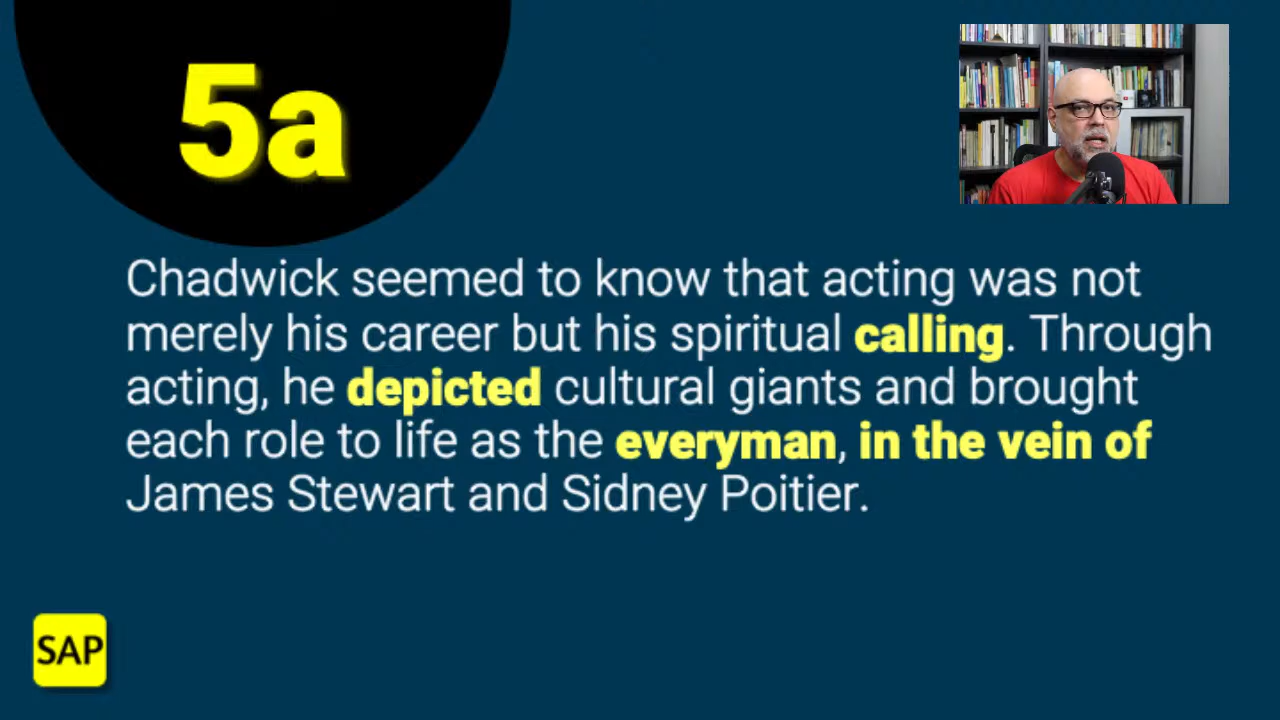 5a
Chadwick seemed to know that acting was not
merely his career but his spiritual calling. Through
acting, he depicted cultural giants and brought
each role to life as the everyman, in the vein of
James Stewart and Sidney Poitier.
SAP